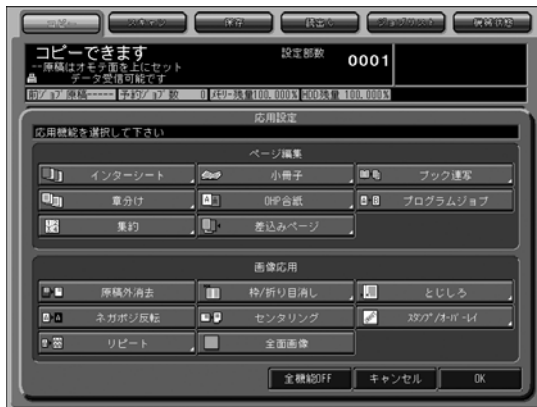 コピー スキャン 保存 読出し ジョブリスト 機械状態
コピーできます 設定部数 0001
--原稿はオモテ面を上にセット
データ受信可能です
前ジョブ原稿----- 予約ジョブ数 0 メモリー残量100.000% HDD残量 100.000%
応用設定
応用機能を選択して下さい
ページ編集
インターシート 小冊子 ブック連写
章分け OHP合紙 プログラムジョブ
集約 差込みページ
画像応用
原稿外消去 枠/折り目消し とじしろ
ネガポジ反転 センタリング スタンプ/オーバーレイ
リピート 全面画像
全機能OFF キャンセル OK